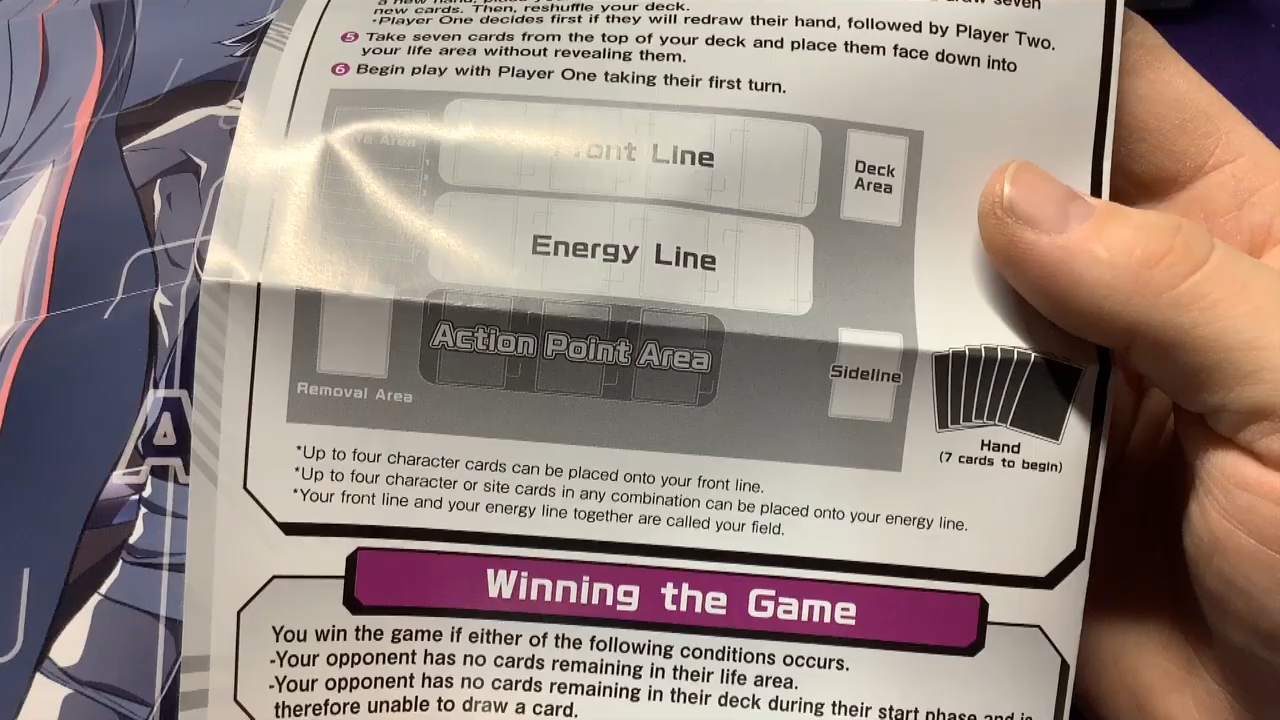 seven
new cards. Then, reshuffle your deck.
-Player One decides first if they will redraw their hand, followed by Player Two.
5 Take seven cards from the top of your deck and place them face down into
your life area without revealing them.
6 Begin play with Player One taking their first turn.
Area
Front Line
Deck
Area
Energy Line
Action Point Area
Sideline
Removal Area
Hand
(7 cards to begin)
*Up to four character cards can be placed onto your front line.
*Up to four character or site cards in any combination can be placed onto your energy line.
*Your front line and your energy line together are called your field.
A
Winning the Game
You win the game if either of the following conditions occurs.
-Your opponent has no cards remaining in their life area.
-Your opponent has no cards remaining in their deck during their start phase and is
therefore unable to draw a card.